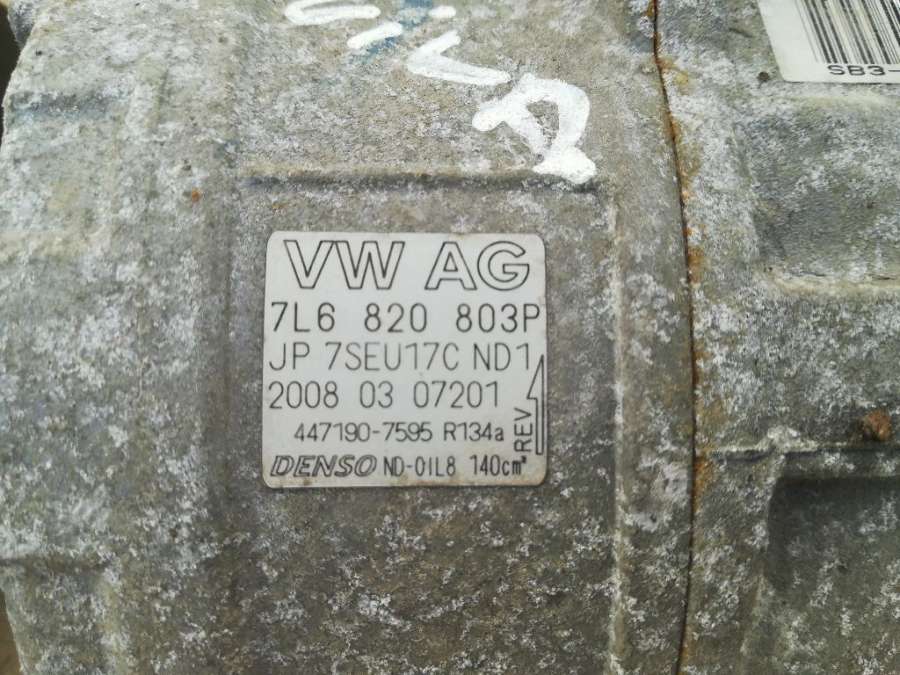 SB3-
VW AG
7L6 820 803P
JP 7SEU17C ND1
2008 03 07201
447190-7595 R134a
REV
DENSO ND-OIL8 140cm³